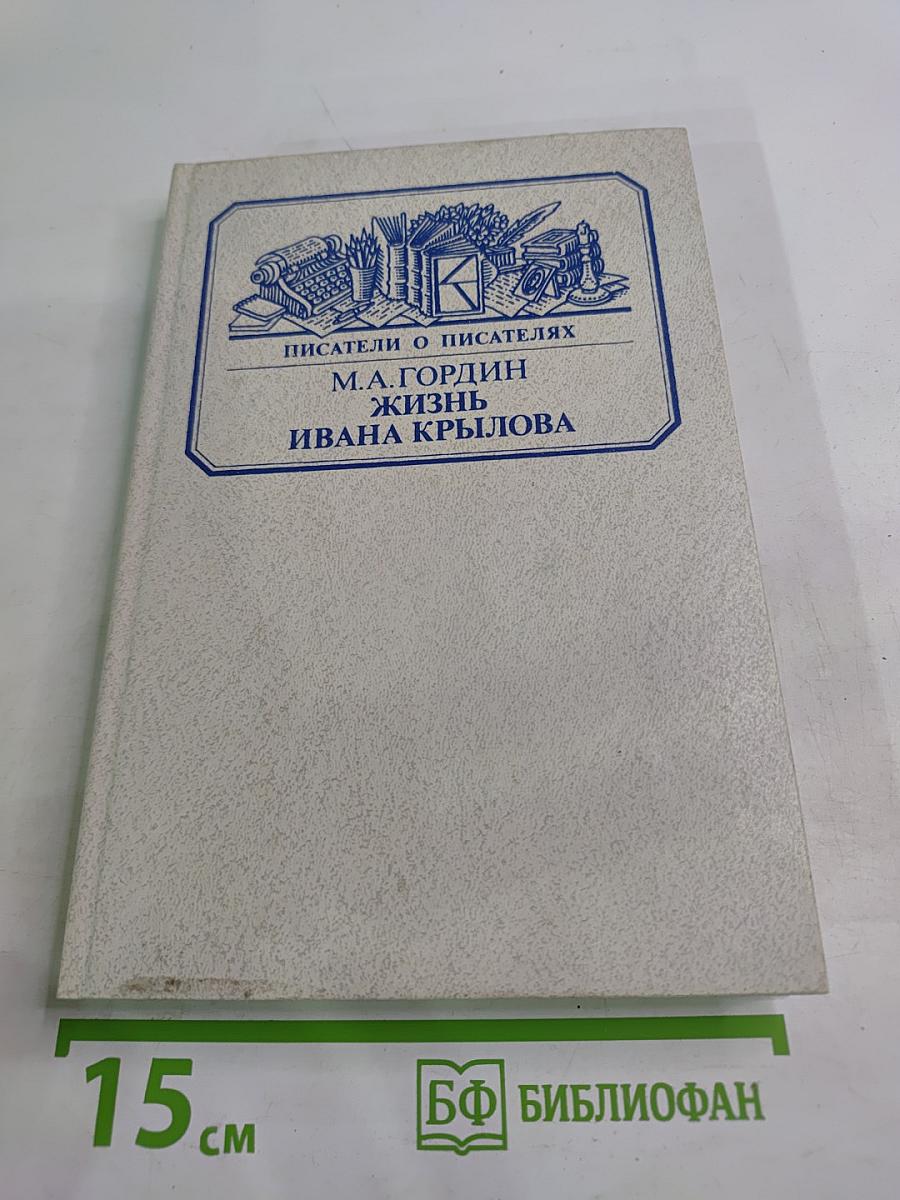 ПИСАТЕЛИ О ПИСАТЕЛЯХ
М.А.ГОРДИН
ЖИЗНЬ
ИВАНА КРЫЛОВА
15 см
БФ БИБЛИОФАН